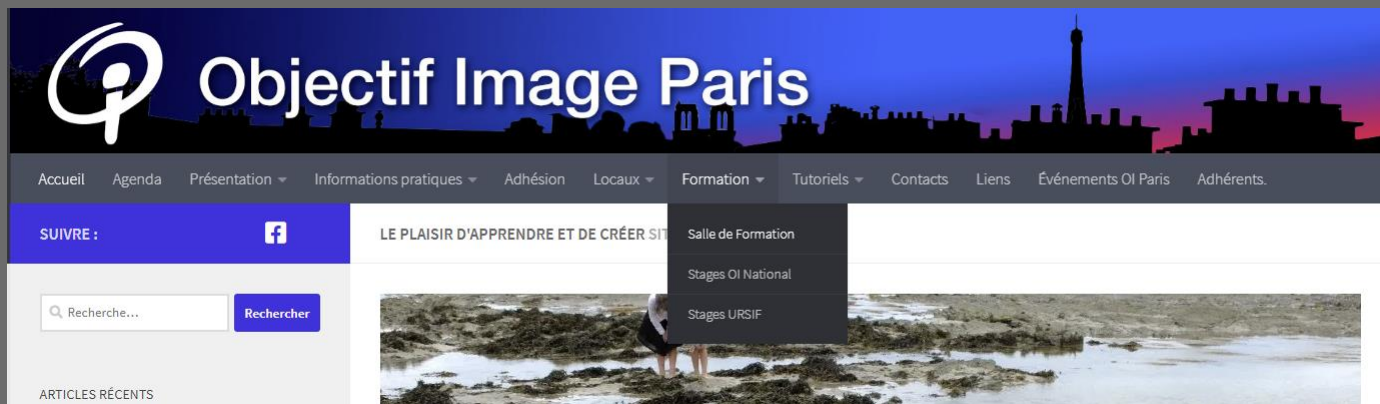 Objectif Image Paris
Accueil Agenda Présentation Informations pratiques Adhésion Locaux Formation Tutoriels Contacts Liens Événements OI Paris Adhérents.
SUIVRE :
LE PLAISIR D'APPRENDRE ET DE CRÉER SIT
Salle de Formation
Stages OI National
Stages URSIF
Recherche...
Rechercher
ARTICLES RÉCENTS